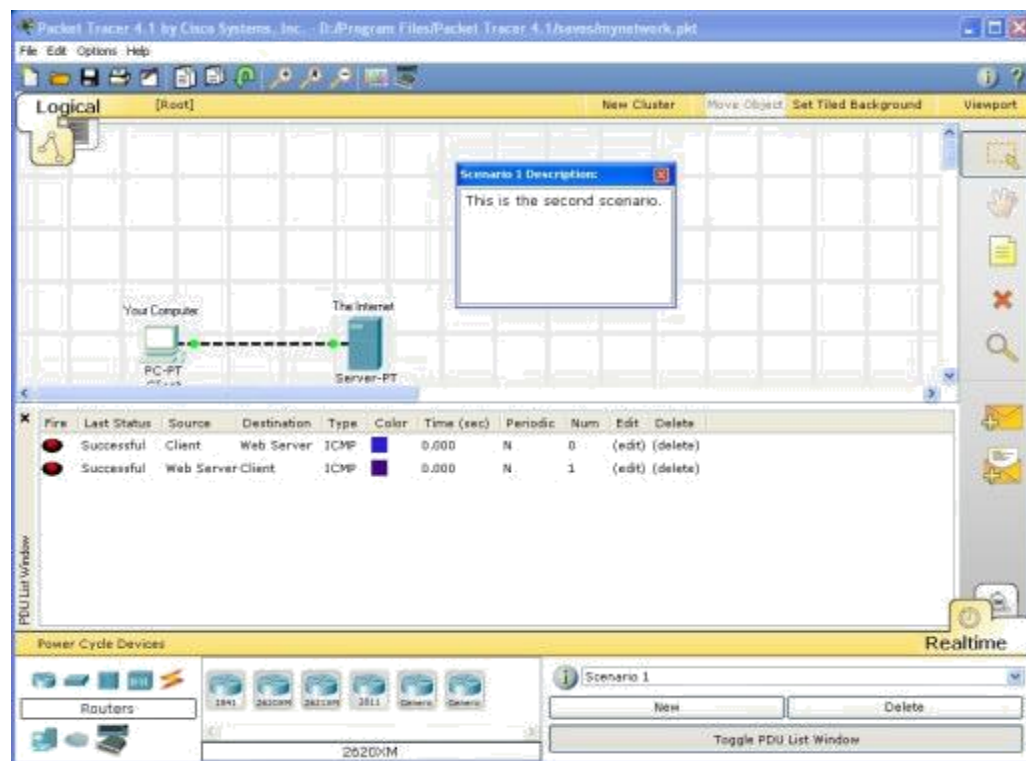 Packet Tracer 4.1 by Cisco Systems, Inc. - D:/Program Files/Packet Tracer 4.1/saves/mynetwork.pkt
File Edit Options Help
Logical [Root] New Cluster Move Object Set Tiled Background Viewport
Scenario 1 Description:
This is the second scenario.
Your Computer
The Internet
PC-PT
Client
Server-PT
Fire Last Status Source Destination Type Color Time (sec) Periodic Num Edit Delete
Successful Client Web Server ICMP 0.000 N 0 (edit) (delete)
Successful Web Server Client ICMP 0.000 N 1 (edit) (delete)
PDU List Window
Power Cycle Devices
Realtime
Routers
1841 2620XM 2621XM 2811 Generic Generic
2620XM
Scenario 1
New Delete
Toggle PDU List Window